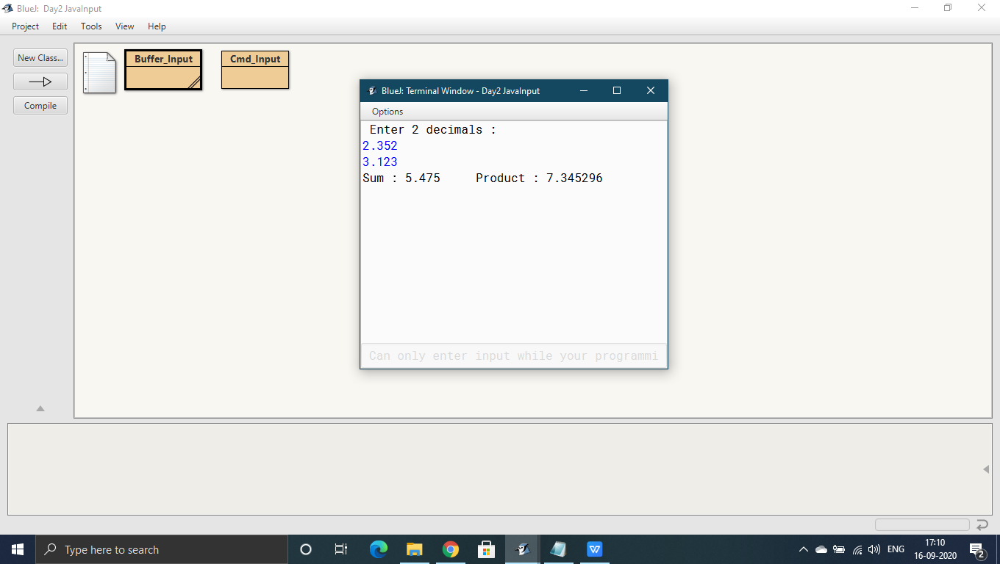 BlueJ: Day2 JavaInput
Project Edit Tools View Help
New Class...
Compile
Buffer_Input
Cmd_Input
BlueJ: Terminal Window - Day2 JavaInput
Options
Enter 2 decimals :
2.352
3.123
Sum : 5.475 Product : 7.345296
Can only enter input while your programmi
Type here to search
ENG
17:10
16-09-2020
2